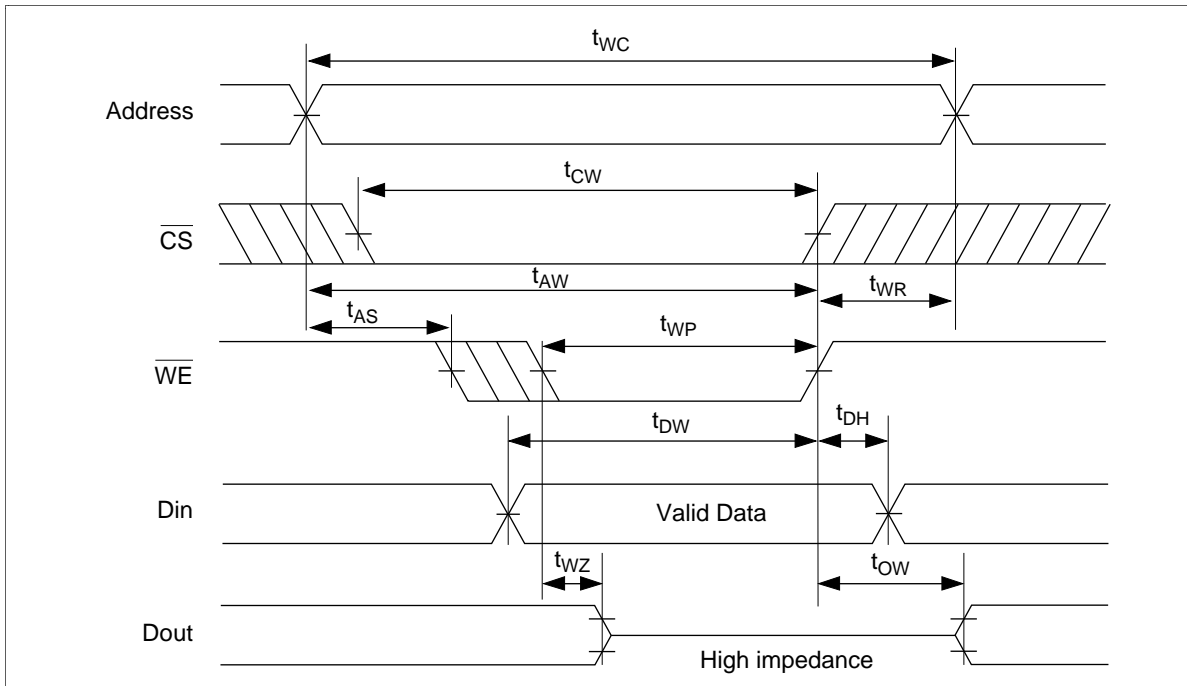 tWC
Address
tCW
CS
tAW
tWR
tAS
tWP
WE
tDW
tDH
Din
Valid Data
tWZ
tOW
Dout
High impedance